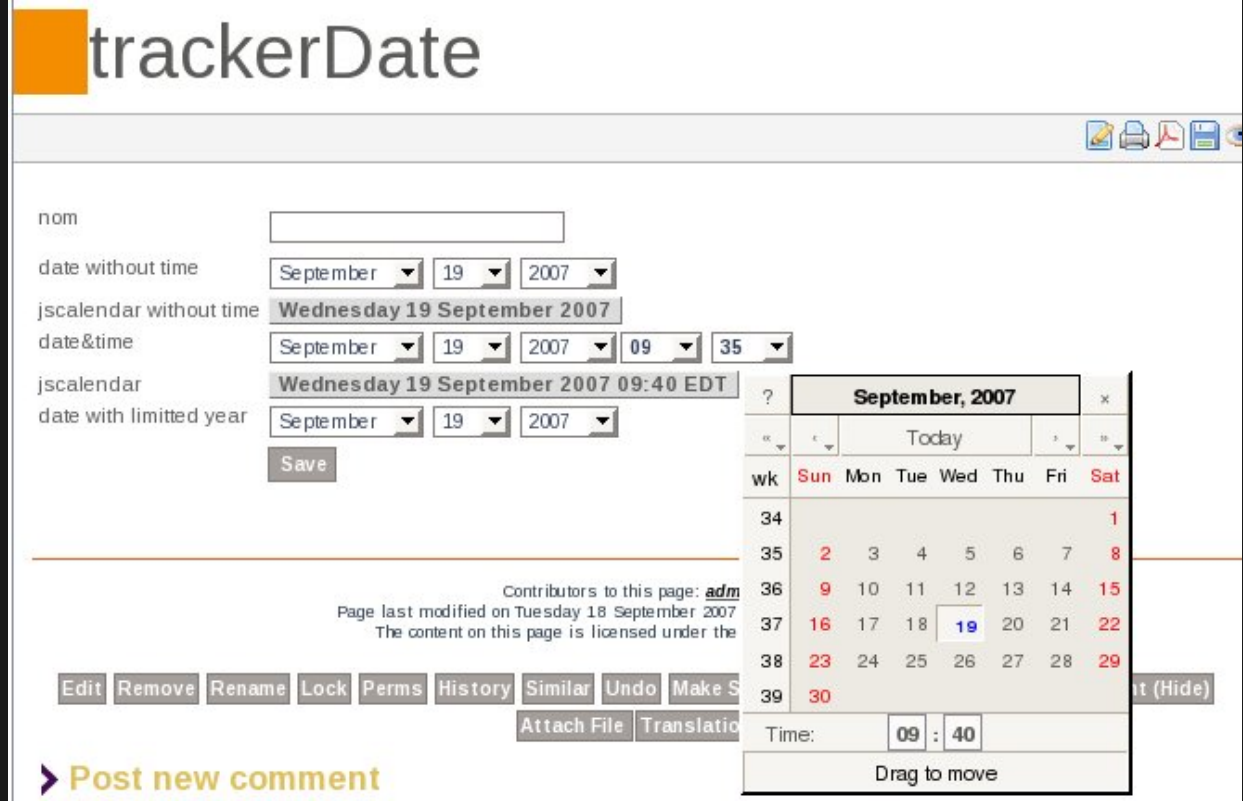 trackerDate
nom
date without time September 19 2007
jscalendar without time Wednesday 19 September 2007
date&time September 19 2007 09 35
jscalendar Wednesday 19 September 2007 09:40 EDT
date with limitted year September 19 2007
Save
? September, 2007 ×
« ‹ Today › »
wk Sun Mon Tue Wed Thu Fri Sat
34 1
35 2 3 4 5 6 7 8
36 9 10 11 12 13 14 15
37 16 17 18 19 20 21 22
38 23 24 25 26 27 28 29
39 30
Time: 09 : 40
Drag to move
Contributors to this page: adm
Page last modified on Tuesday 18 September 2007
The content on this page is licensed under the
Edit Remove Rename Lock Perms History Similar Undo Make S nt (Hide)
Attach File Translatio
Post new comment